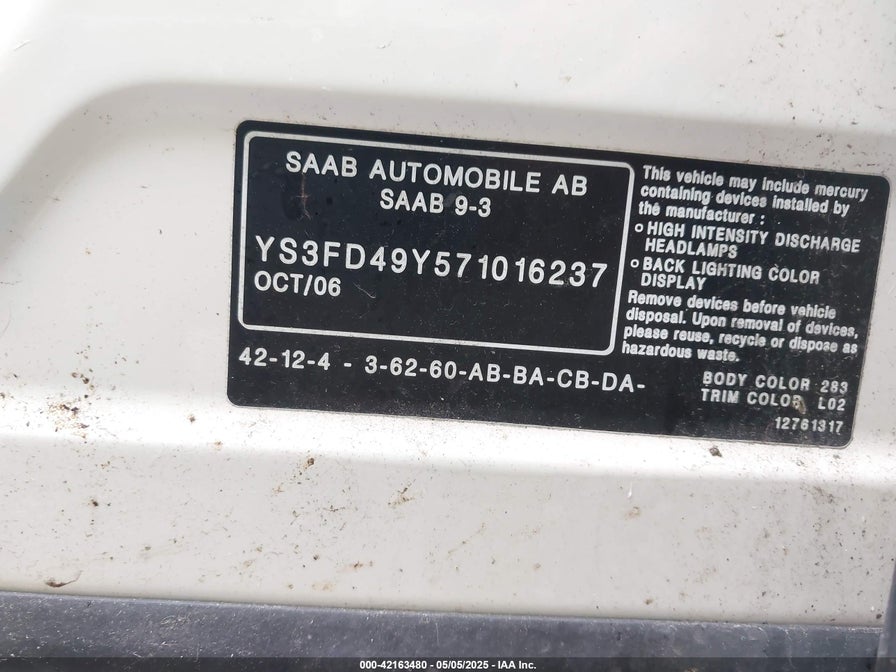 SAAB AUTOMOBILE AB
SAAB 9-3
YS3FD49Y571016237
OCT/06
42-12-4 - 3-62-60-AB-BA-CB-DA-
This vehicle may include mercury
containing devices installed by
the manufacturer :
o HIGH INTENSITY DISCHARGE
HEADLAMPS
o BACK LIGHTING COLOR
DISPLAY
Remove devices before vehicle
disposal. Upon removal of devices,
please reuse, recycle or dispose as
hazardous waste.
BODY COLOR 283
TRIM COLOR L02
12761317
000-42163480 - 05/05/2025 - IAA Inc.